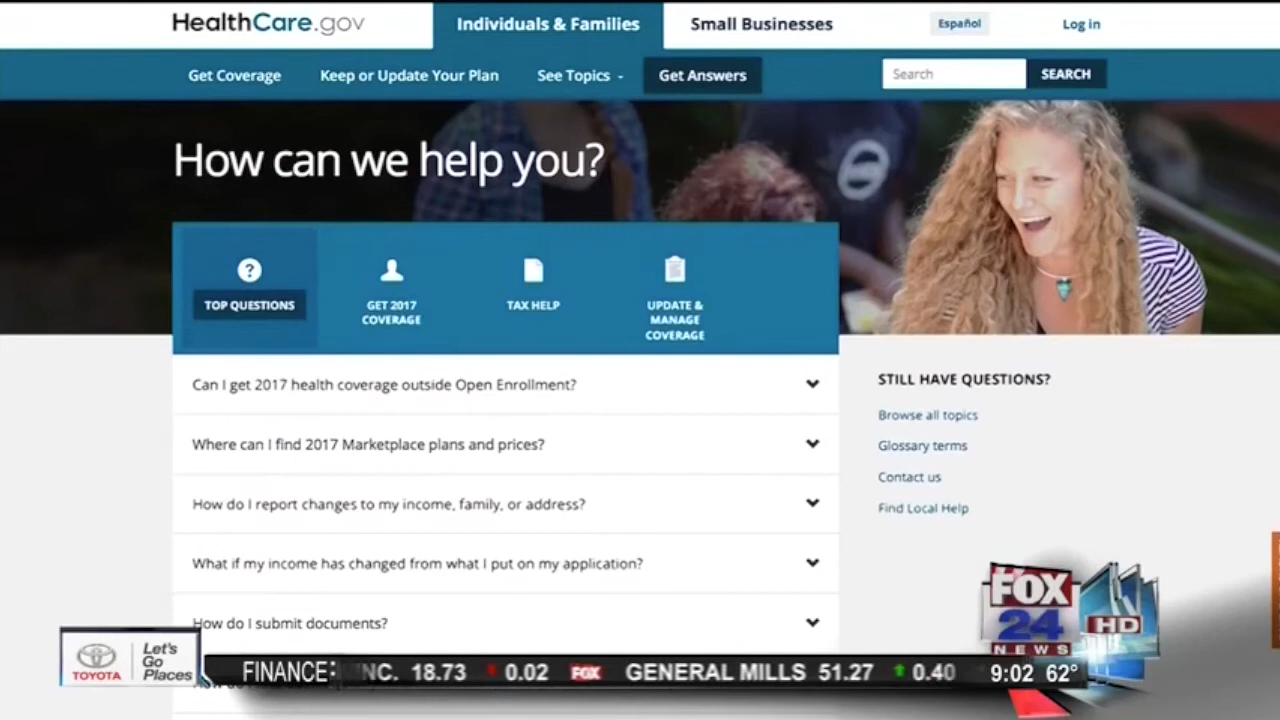 HealthCare.gov
Individuals & Families
Small Businesses
Español
Log in
Get Coverage
Keep or Update Your Plan
See Topics
Get Answers
Search
SEARCH
How can we help you?
TOP QUESTIONS
GET 2017
COVERAGE
TAX HELP
UPDATE &
MANAGE
COVERAGE
Can I get 2017 health coverage outside Open Enrollment?
Where can I find 2017 Marketplace plans and prices?
How do I report changes to my income, family, or address?
What if my income has changed from what I put on my application?
How do I submit documents?
STILL HAVE QUESTIONS?
Browse all topics
Glossary terms
Contact us
Find Local Help
FOX
24
NEWS
HD
TOYOTA
Let's
Go
Places
FINANCE: INC. 18.73 0.02 FOX GENERAL MILLS 51.27 0.40 9:02 62°